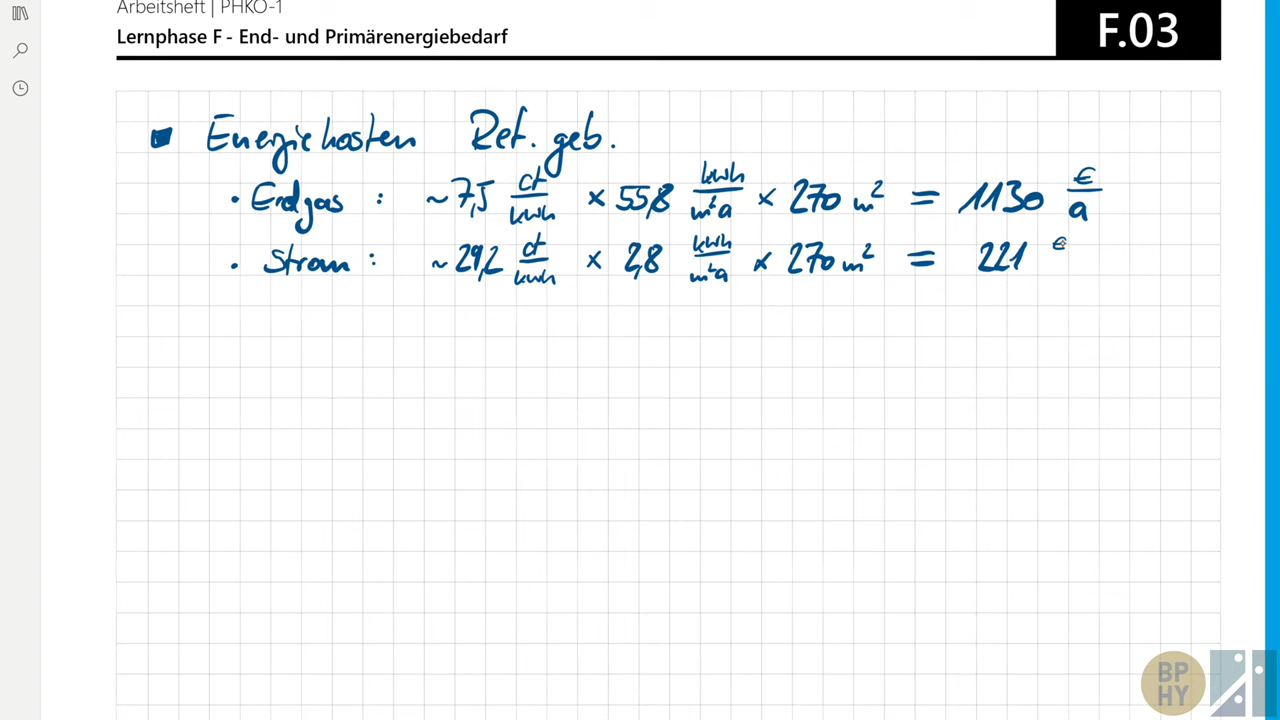 Arbeitsheft | PHKO-1
Lernphase F - End- und Primärenergiebedarf
F.03
▪ Energiekosten Ref. geb.
• Erdgas : ~7,5 ct/kWh × 55,8 kWh/m²a × 270 m² = 1130 €/a
• Strom : ~29,2 ct/kWh × 2,8 kWh/m²a × 270 m² = 221 €
BP
HY